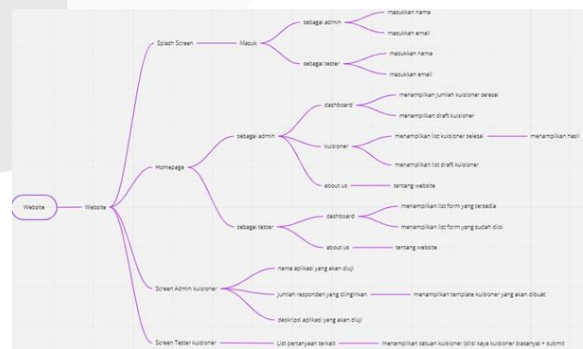 masukkan nama
sebagai admin
masukkan email
Splash Screen
Masuk
masukkan nama
sebagai tester
masukkan email
menampilkan jumlah kuisioner selesai
dashboard
menampilkan draft kuisioner
sebagai admin
kuisioner
menampilkan list kuisioner selesai
menampilkan hasil
menampilkan list draft kuisioner
Homepage
about us
tentang website
Website
Website
menampilkan list form yang tersedia
dashboard
menampilkan list form yang sudah diisi
sebagai tester
about us
tentang website
nama aplikasi yang akan diuji
Screen Admin kuisioner
jumlah responden yang diinginkan
menampilkan template kuisioner yang akan dibuat
deskripsi aplikasi yang akan diuji
Screen Tester kuisioner
List pertanyaan terkait
menampilkan satuan kuisioner (diisi kaya kuisioner biasanya) + submit